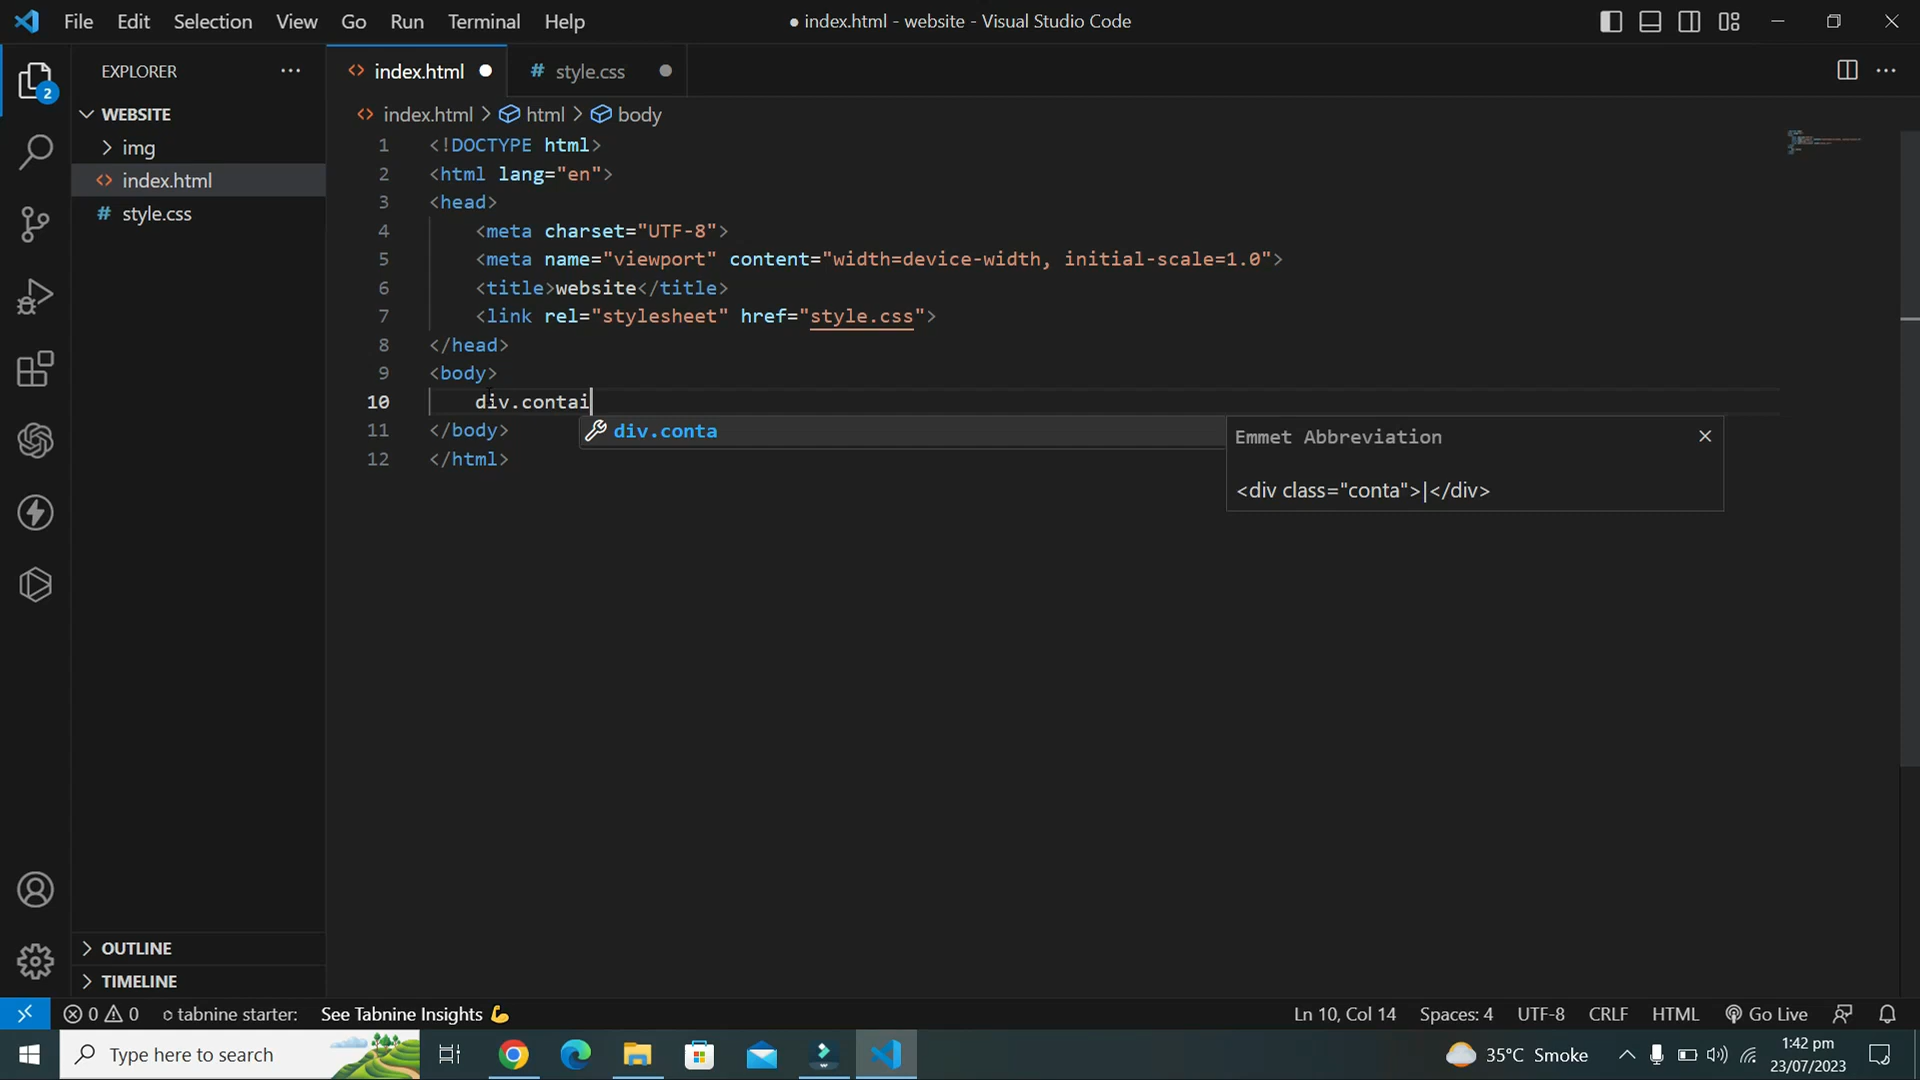 File Edit Selection View Go Run Terminal Help
● index.html - website - Visual Studio Code
EXPLORER
index.html
# style.css
2
WEBSITE
img
index.html
# style.css
index.html > html > body
1 <!DOCTYPE html>
2 <html lang="en">
3 <head>
4 <meta charset="UTF-8">
5 <meta name="viewport" content="width=device-width, initial-scale=1.0">
6 <title>website</title>
7 <link rel="stylesheet" href="style.css">
8 </head>
9 <body>
10 div.contai
11 </body>
12 </html>
div.conta
Emmet Abbreviation
<div class="conta">|</div>
OUTLINE
TIMELINE
0 0 tabnine starter: See Tabnine Insights 💪
Ln 10, Col 14 Spaces: 4 UTF-8 CRLF HTML Go Live
Type here to search
35°C Smoke
1:42 pm
23/07/2023